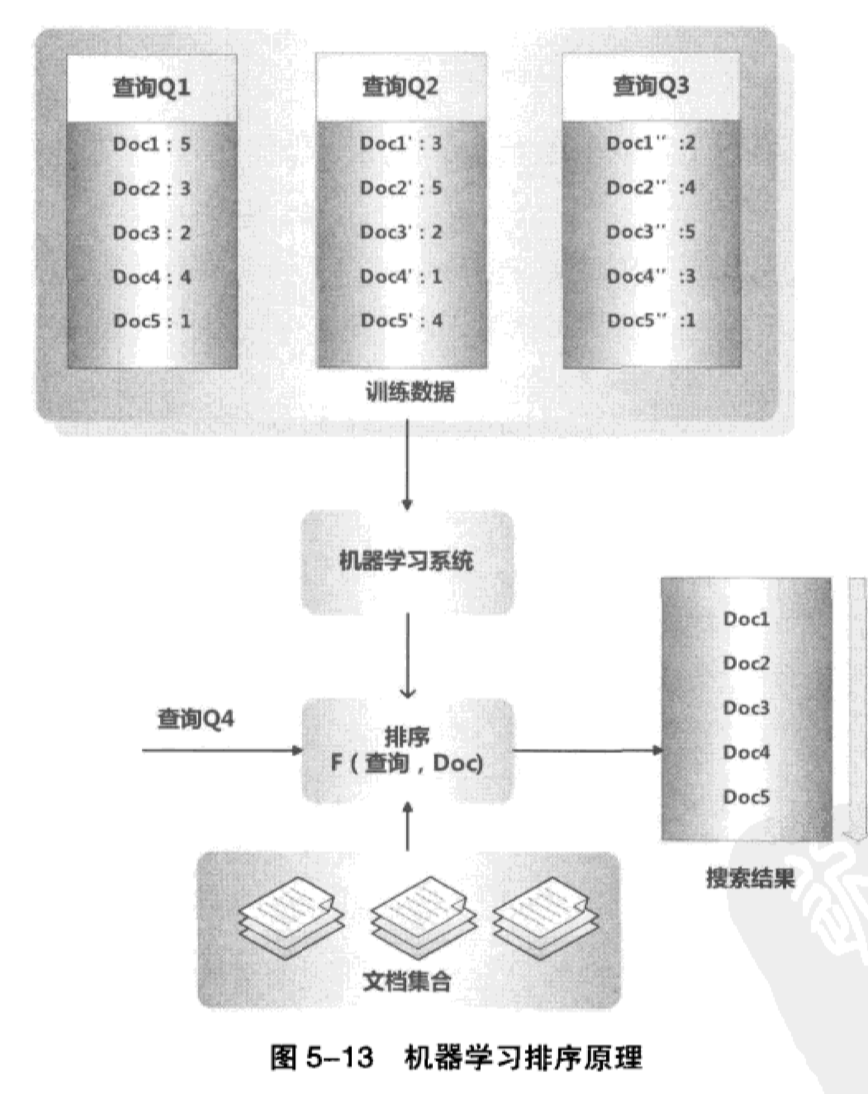 查询Q1
Doc1 : 5
Doc2 : 3
Doc3 : 2
Doc4 : 4
Doc5 : 1
查询Q2
Doc1' : 3
Doc2' : 5
Doc3' : 2
Doc4' : 1
Doc5' : 4
查询Q3
Doc1'' :2
Doc2'' :4
Doc3'' :5
Doc4'' :3
Doc5'' :1
训练数据
机器学习系统
查询Q4
排序
F ( 查询 , Doc)
Doc1
Doc2
Doc3
Doc4
Doc5
搜索结果
文档集合
图 5–13 机器学习排序原理